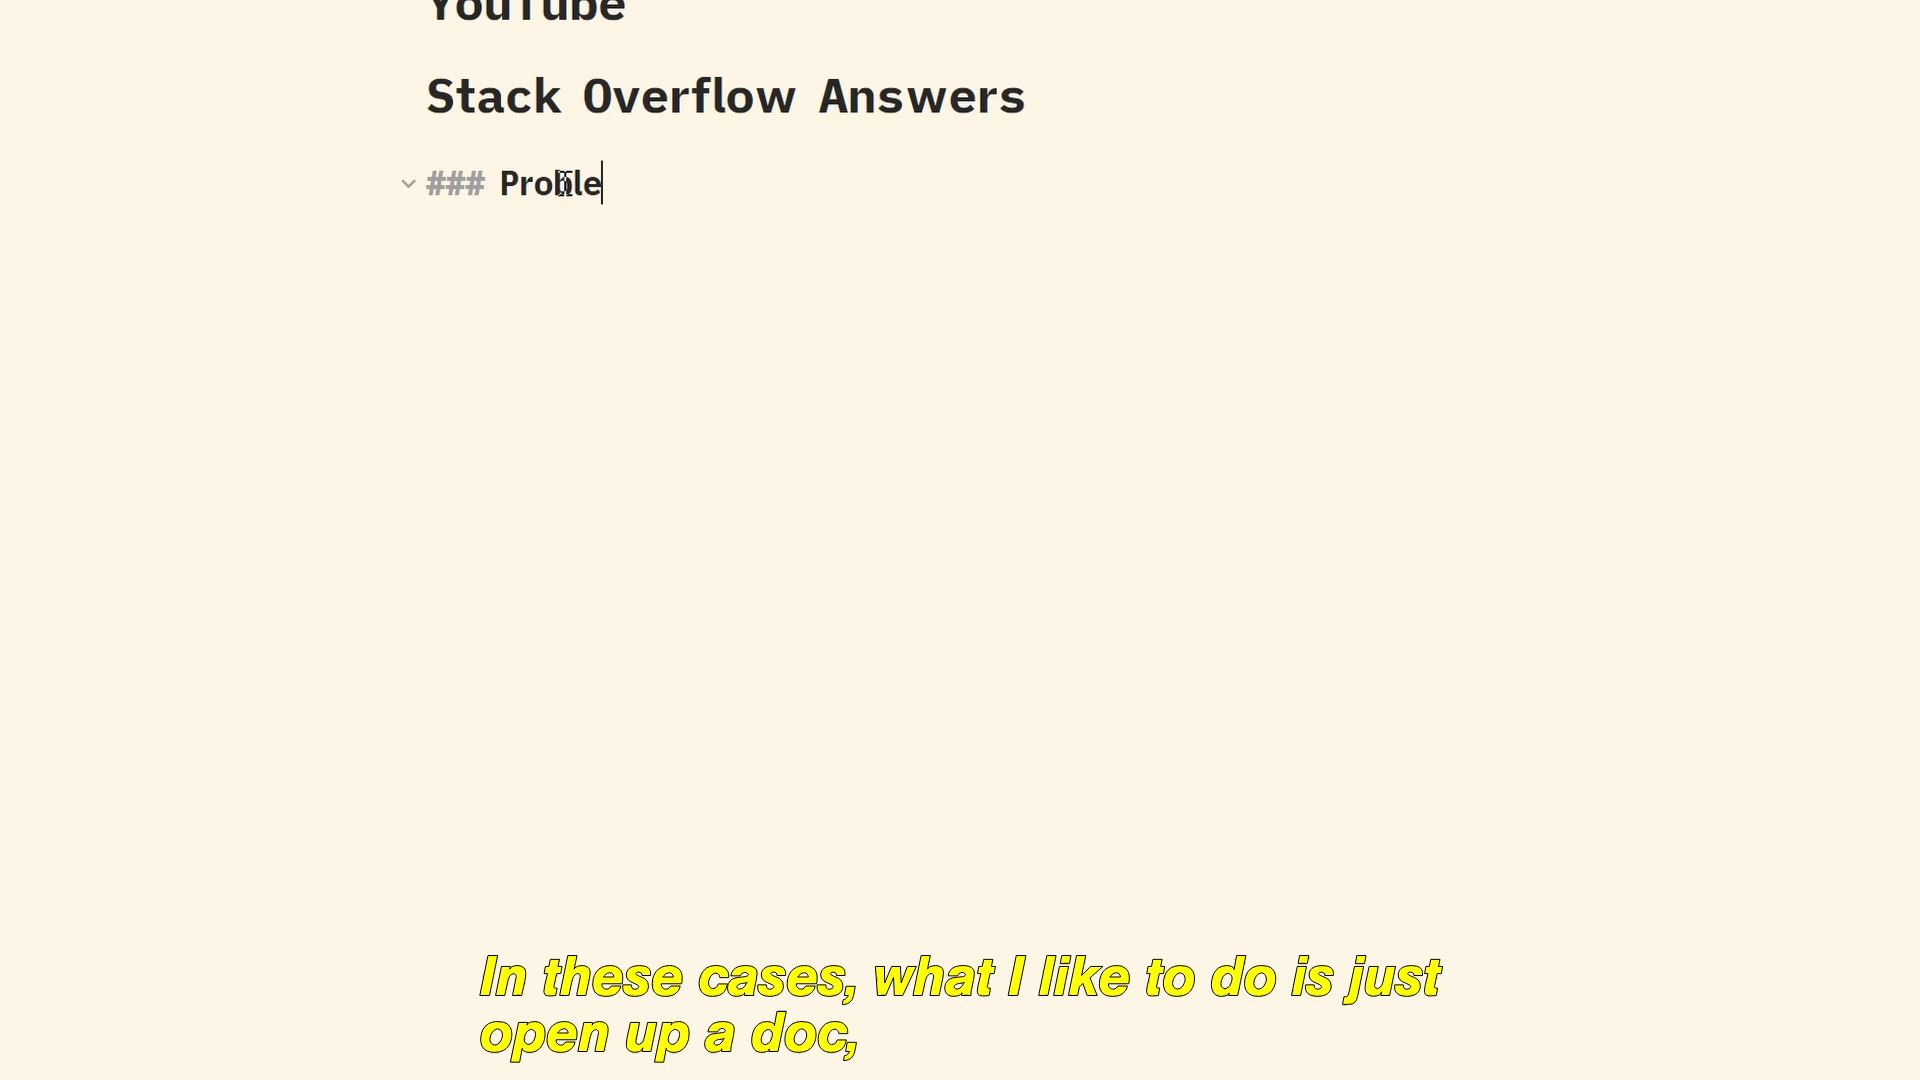 YouTube
Stack Overflow Answers
### Proble
In these cases, what I like to do is just
open up a doc,